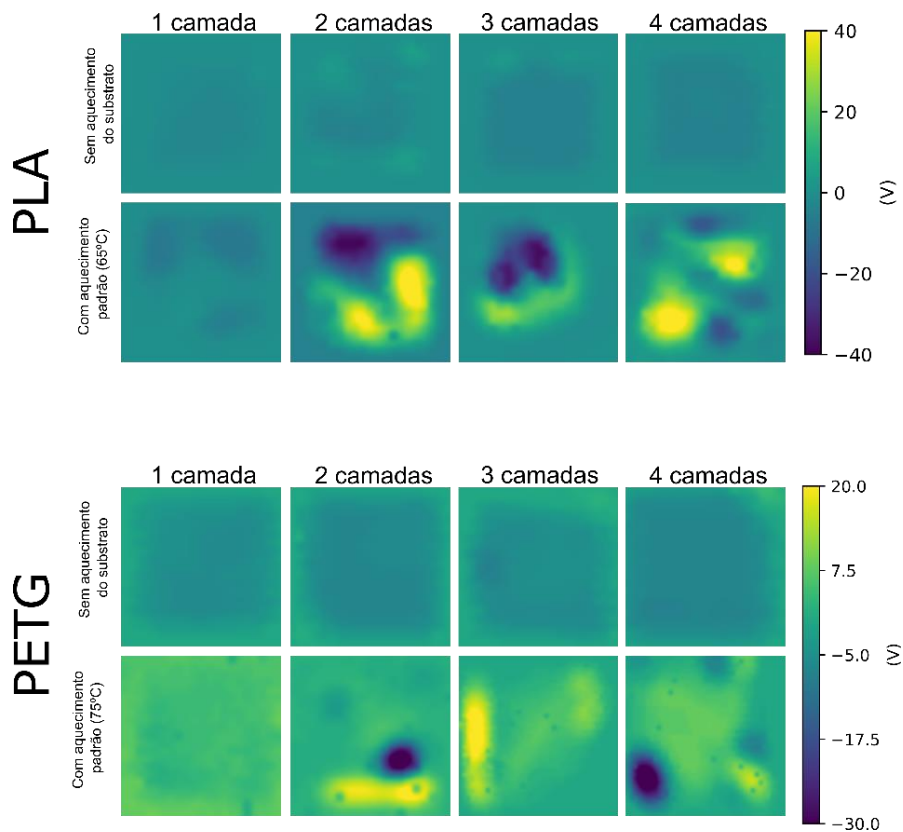 PLA
1 camada 2 camadas 3 camadas 4 camadas
Sem aquecimento
do substrato
Com aquecimento
padrão (65ºC)
40
20
0
−20
−40
(V)
PETG
1 camada 2 camadas 3 camadas 4 camadas
Sem aquecimento
do substrato
Com aquecimento
padrão (75ºC)
20.0
7.5
−5.0
−17.5
−30.0
(V)